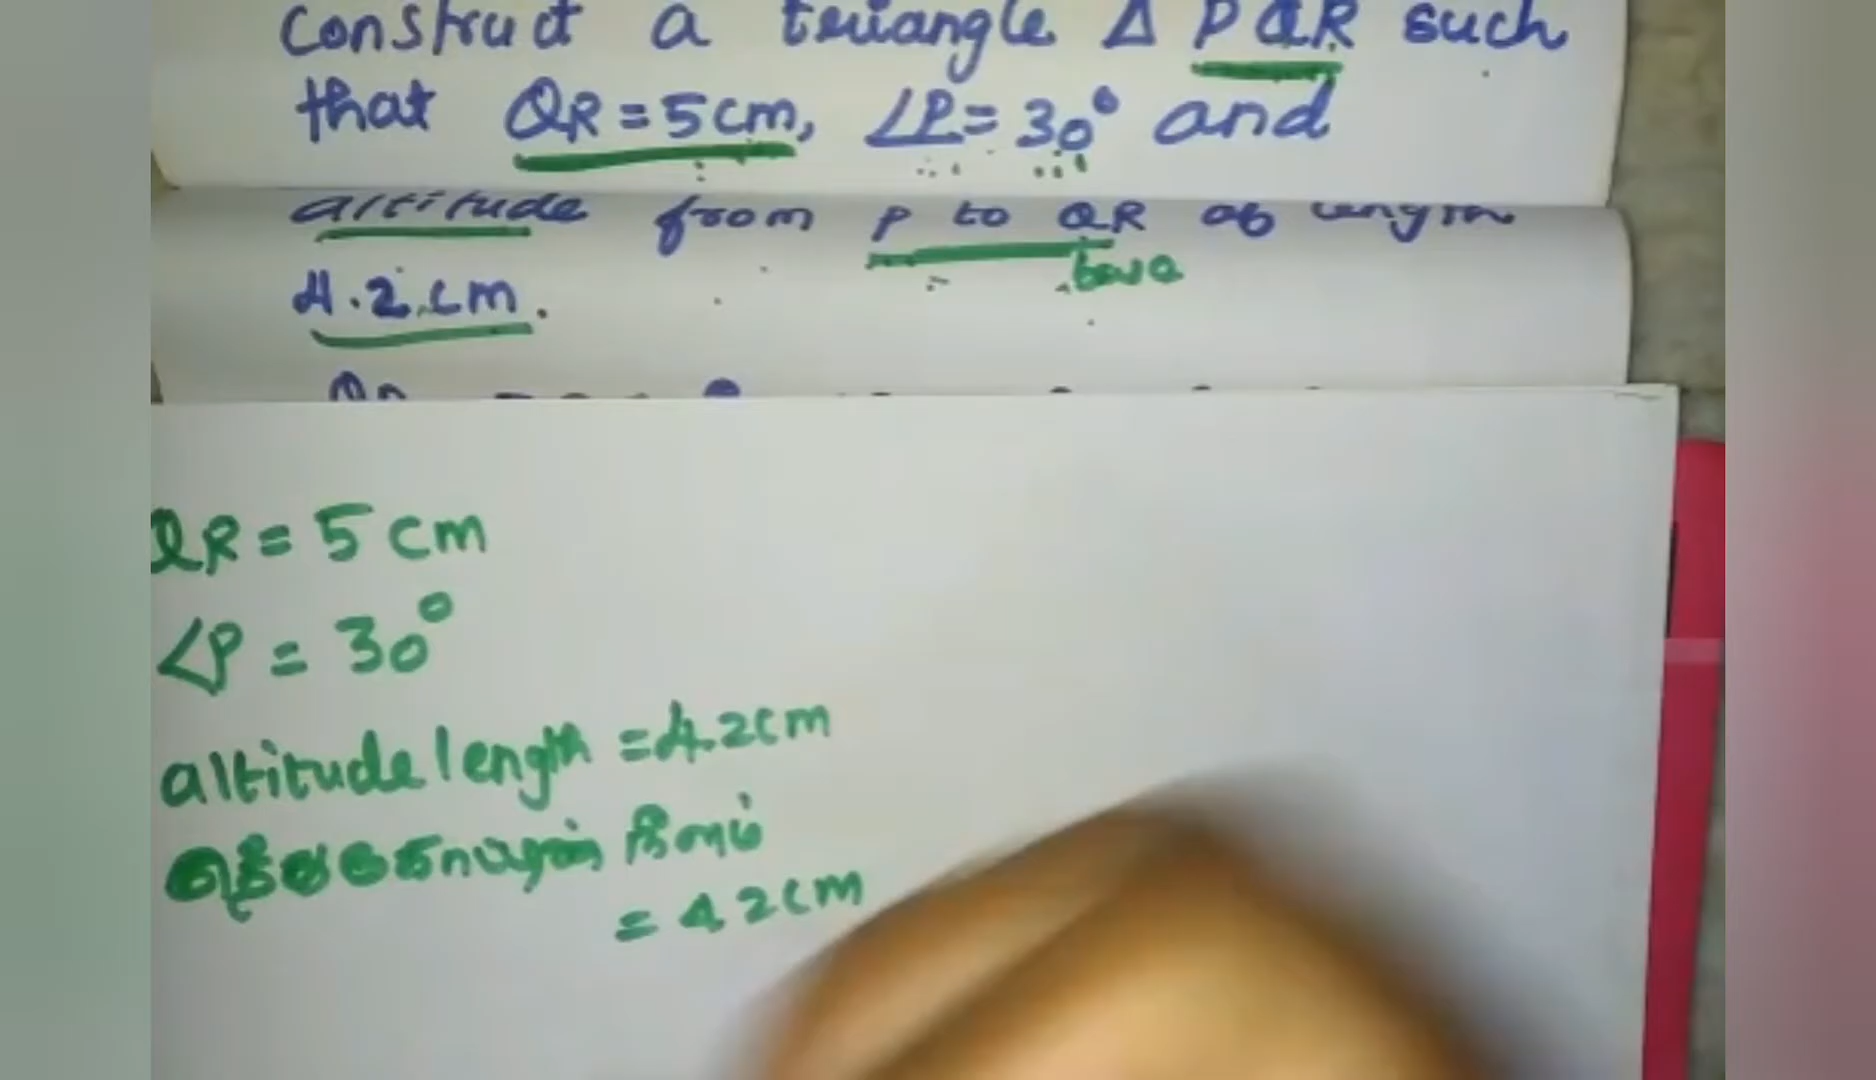 construct a triangle Δ PQR such
that QR = 5cm, ∠P = 30° and
altitude from P to QR of length
4.2 cm.
QR = 5 cm
∠P = 30°
altitude length = 4.2cm
நீளம்
= 4.2cm